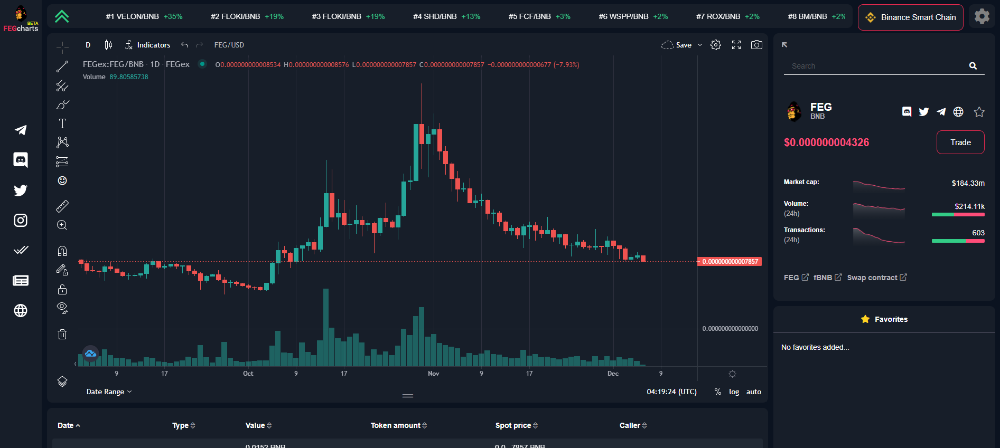 BETA
FEGcharts
#1 VELON/BNB +35% #2 FLOKI/BNB +19% #3 FLOKI/BNB +19% #4 SHD/BNB +13% #5 FCF/BNB +3% #6 WSPP/BNB +2% #7 ROX/BNB +2% #8 BM/BNB +2%
Binance Smart Chain
D Indicators FEG/USD Save
FEGex:FEG/BNB · 1D · FEGex O0.000000000008534 H0.000000000008576 L0.000000000007857 C0.000000000007857 −0.000000000000677 (−7.93%)
Volume 89.80585738
0.000000000007857
0.000000000000000
9 17 Oct 9 17 Nov 9 17 Dec 9
Date Range 04:19:24 (UTC) % log auto
Date Type Value Token amount Spot price Caller
0.0152 BNB 0.0...7857 BNB
Search
FEG
BNB
$0.000000004326 Trade
Market cap: $184.33m
Volume: $214.11k
(24h)
Transactions: 603
(24h)
FEG fBNB Swap contract
Favorites
No favorites added...